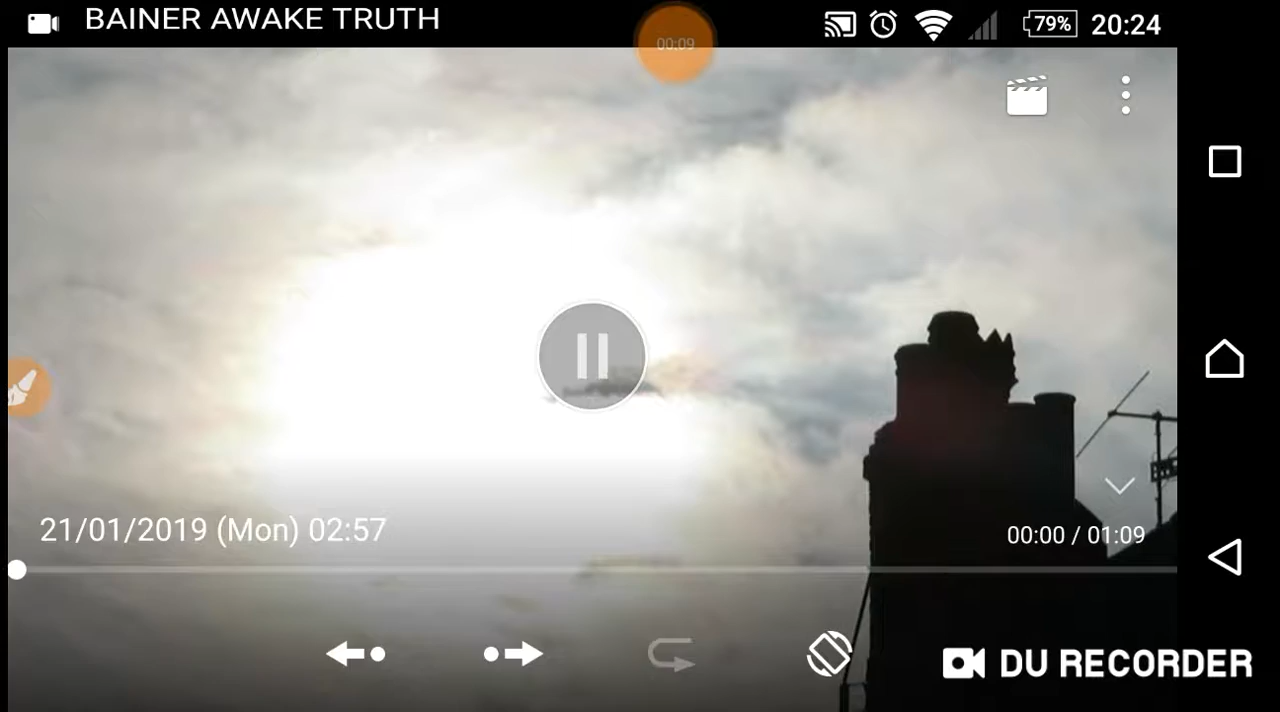 BAINER AWAKE TRUTH
00:09
79% 20:24
21/01/2019 (Mon) 02:57
00:00 / 01:09
DU RECORDER